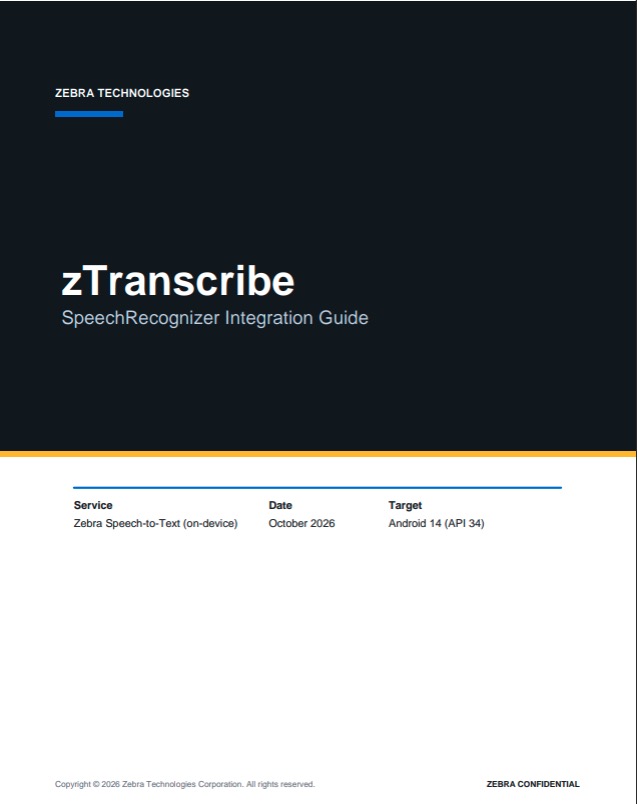 ZEBRA TECHNOLOGIES
zTranscribe
SpeechRecognizer Integration Guide
Service Date Target
Zebra Speech-to-Text (on-device) October 2026 Android 14 (API 34)
Copyright © 2026 Zebra Technologies Corporation. All rights reserved. ZEBRA CONFIDENTIAL